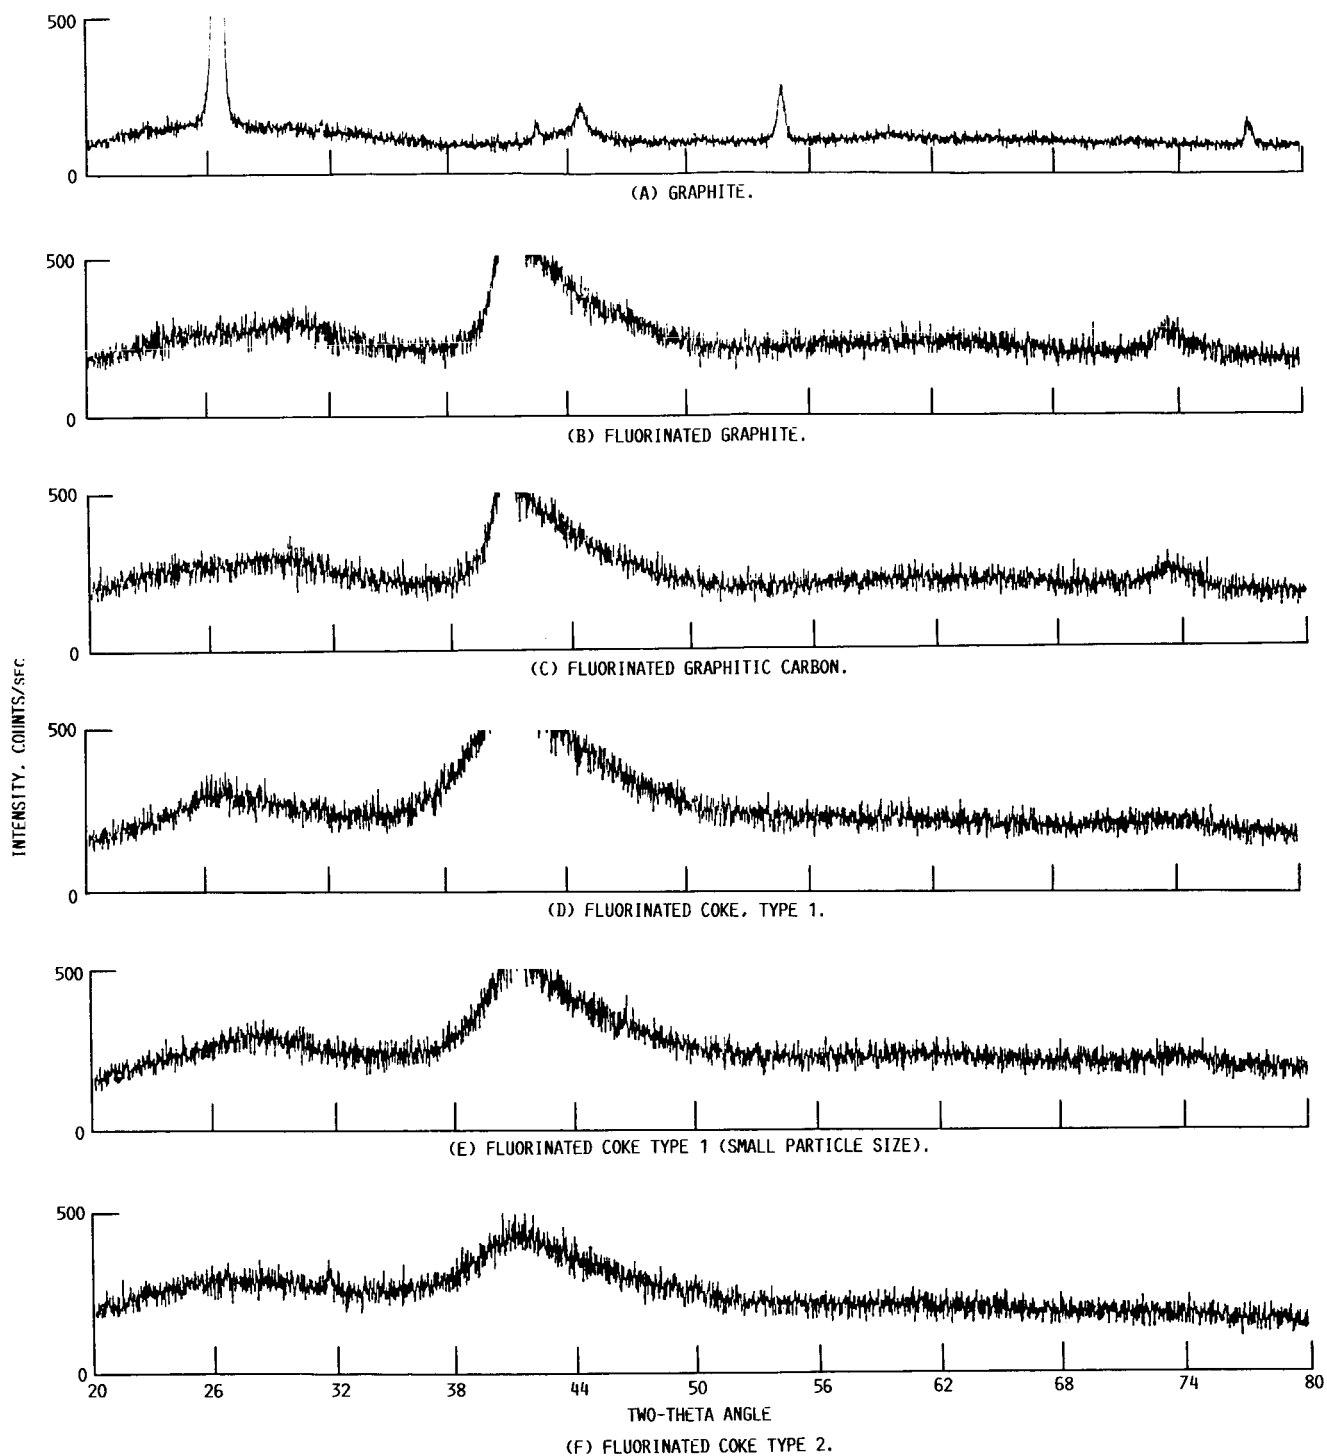 500
0
(A) GRAPHITE.
500
0
(B) FLUORINATED GRAPHITE.
500
0
(C) FLUORINATED GRAPHITIC CARBON.
INTENSITY, COUNTS/SEC
500
0
(D) FLUORINATED COKE, TYPE 1.
500
0
(E) FLUORINATED COKE TYPE 1 (SMALL PARTICLE SIZE).
500
0
20 26 32 38 44 50 56 62 68 74 80
TWO-THETA ANGLE
(F) FLUORINATED COKE TYPE 2.